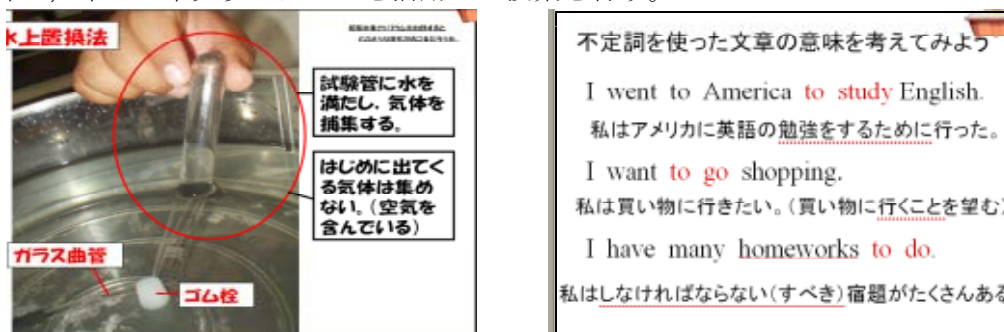 水上置換法
試験管に水を
満たし、気体を
捕集する。
はじめに出てく
る気体は集め
ない。(空気を
含んでいる)
ガラス曲管
ゴム栓
不定詞を使った文章の意味を考えてみよう
I went to America to study English.
私はアメリカに英語の勉強をするために行った。
I want to go shopping.
私は買い物に行きたい。(買い物に行くことを望む)
I have many homeworks to do.
私はしなければならない(すべき)宿題がたくさんある